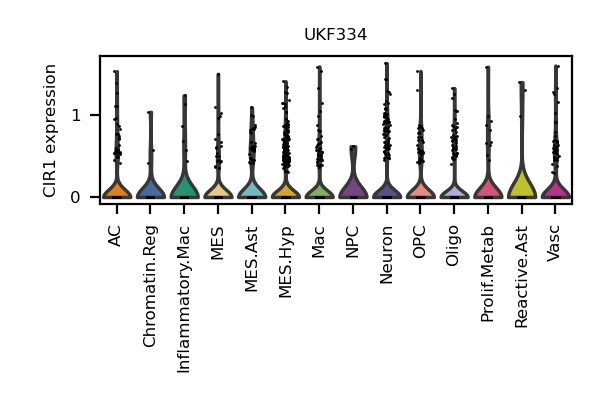 UKF334
CIR1 expression
1
0
AC
Chromatin.Reg
Inflammatory.Mac
MES
MES.Ast
MES.Hyp
Mac
NPC
Neuron
OPC
Oligo
Prolif.Metab
Reactive.Ast
Vasc